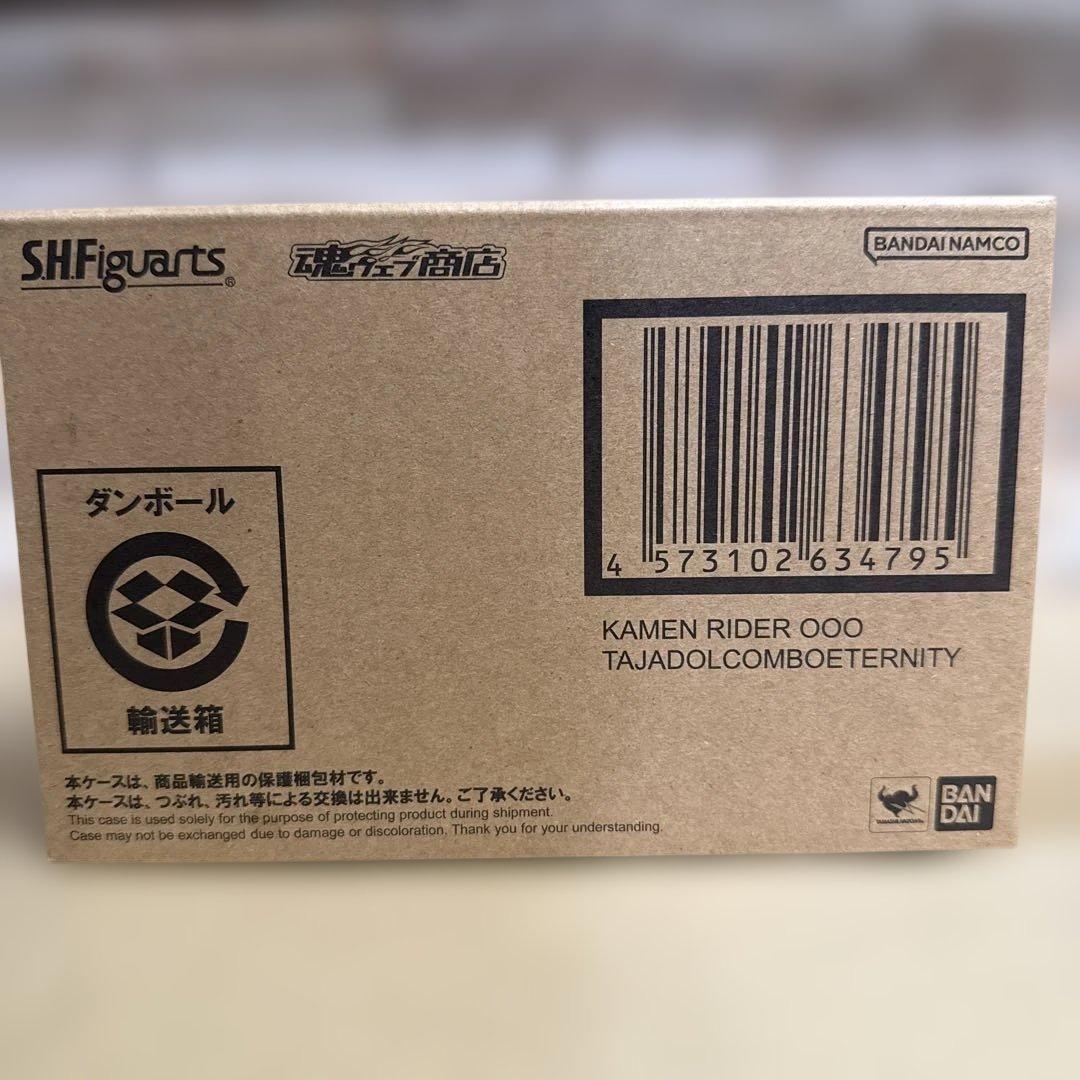 S.H.Figuarts®
魂ウェブ商店
BANDAI NAMCO
4 573102 634795
KAMEN RIDER OOO
TAJADOLCOMBOETERNITY
ダンボール
輸送箱
本ケースは、商品輸送用の保護梱包材です。
本ケースは、つぶれ、汚れ等による交換は出来ません。ご了承ください。
This case is used solely for the purpose of protecting product during shipment.
Case may not be exchanged due to damage or discoloration. Thank you for your understanding.
TAMASHII NATIONS
BAN
DAI